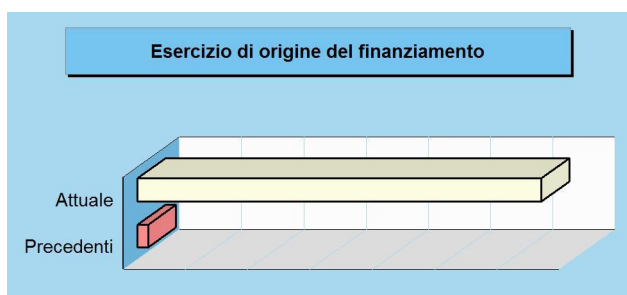 Esercizio di origine del finanziamento
Attuale
Precedenti